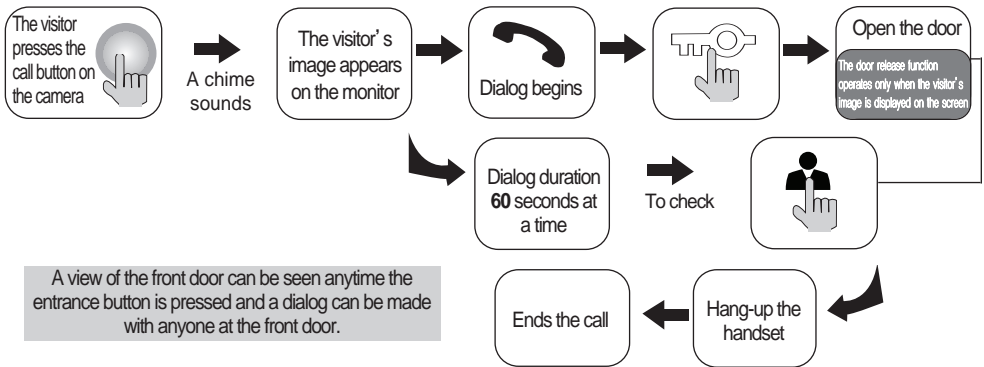 The visitor
presses the
call button on
the camera
A chime
sounds
The visitor's
image appears
on the monitor
Dialog begins
Open the door
The door release function
operates only when the visitor's
image is displayed on the screen
Dialog duration
60 seconds at
a time
To check
A view of the front door can be seen anytime the
entrance button is pressed and a dialog can be made
with anyone at the front door.
Ends the call
Hang-up the
handset